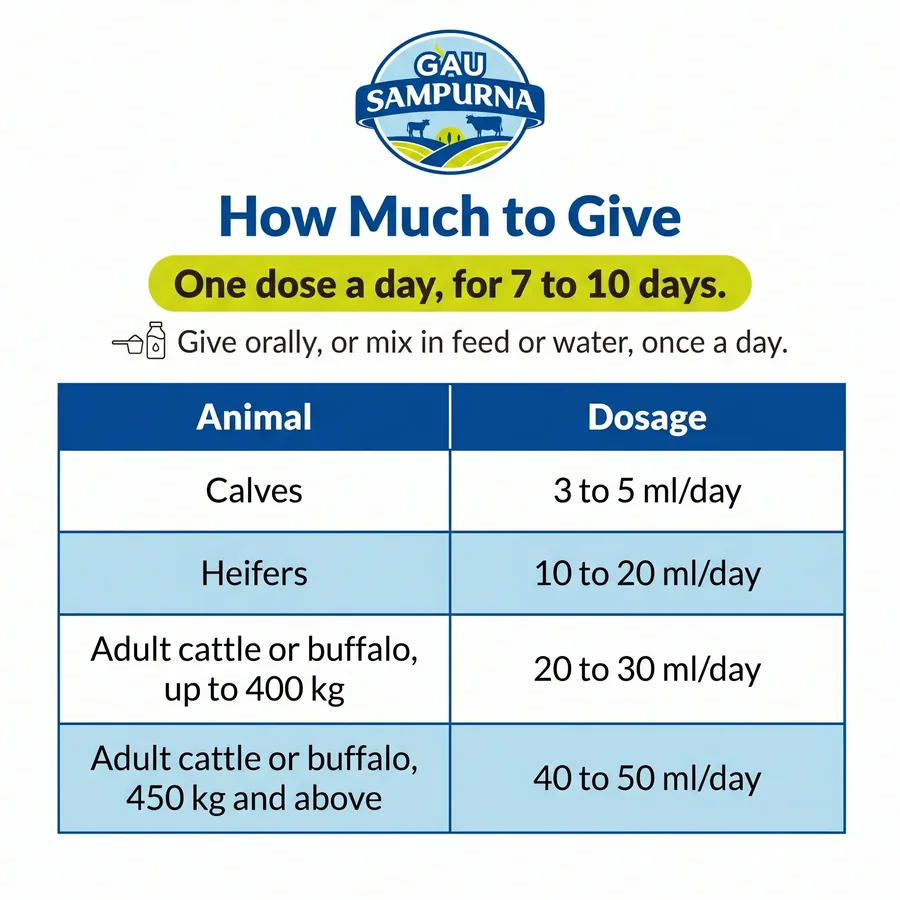 GAU
SAMPURNA
How Much to Give
One dose a day, for 7 to 10 days.
Give orally, or mix in feed or water, once a day.
Animal Dosage
Calves 3 to 5 ml/day
Heifers 10 to 20 ml/day
Adult cattle or buffalo,
up to 400 kg 20 to 30 ml/day
Adult cattle or buffalo,
450 kg and above 40 to 50 ml/day